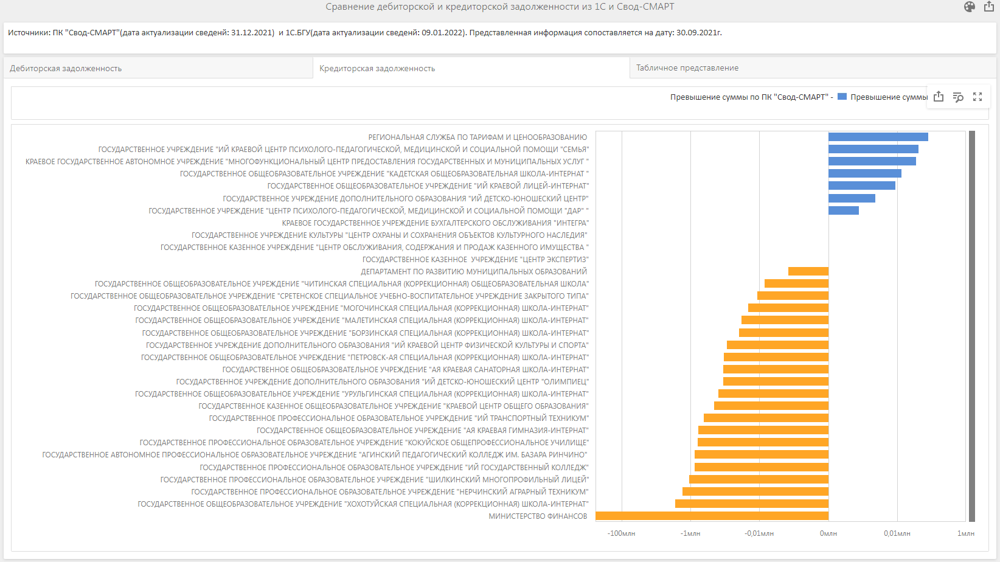 Сравнение дебиторской и кредиторской задолженности из 1С и Свод-СМАРТ
Источники: ПК "Свод-СМАРТ"(дата актуализации сведенй: 31.12.2021)  и 1С.БГУ(дата актуализации сведенй: 09.01.2022). Представленная информация сопоставляется на дату: 30.09.2021г.
Дебиторская задолженность
Кредиторская задолженность
Табличное представление
Превышение суммы по ПК "Свод-СМАРТ" -
Превышение суммы
РЕГИОНАЛЬНАЯ СЛУЖБА ПО ТАРИФАМ И ЦЕНООБРАЗОВАНИЮ
ГОСУДАРСТВЕННОЕ УЧРЕЖДЕНИЕ "ИЙ КРАЕВОЙ ЦЕНТР ПСИХОЛОГО-ПЕДАГОГИЧЕСКОЙ, МЕДИЦИНСКОЙ И СОЦИАЛЬНОЙ ПОМОЩИ "СЕМЬЯ"
КРАЕВОЕ ГОСУДАРСТВЕННОЕ АВТОНОМНОЕ УЧРЕЖДЕНИЕ "МНОГОФУНКЦИОНАЛЬНЫЙ ЦЕНТР ПРЕДОСТАВЛЕНИЯ ГОСУДАРСТВЕННЫХ И МУНИЦИПАЛЬНЫХ УСЛУГ "
ГОСУДАРСТВЕННОЕ ОБЩЕОБРАЗОВАТЕЛЬНОЕ УЧРЕЖДЕНИЕ "КАДЕТСКАЯ ОБЩЕОБРАЗОВАТЕЛЬНАЯ ШКОЛА-ИНТЕРНАТ "
ГОСУДАРСТВЕННОЕ ОБЩЕОБРАЗОВАТЕЛЬНОЕ УЧРЕЖДЕНИЕ "ИЙ КРАЕВОЙ ЛИЦЕЙ-ИНТЕРНАТ"
ГОСУДАРСТВЕННОЕ УЧРЕЖДЕНИЕ ДОПОЛНИТЕЛЬНОГО ОБРАЗОВАНИЯ "ИЙ ДЕТСКО-ЮНОШЕСКИЙ ЦЕНТР"
ГОСУДАРСТВЕННОЕ УЧРЕЖДЕНИЕ "ЦЕНТР ПСИХОЛОГО-ПЕДАГОГИЧЕСКОЙ, МЕДИЦИНСКОЙ И СОЦИАЛЬНОЙ ПОМОЩИ "ДАР" "
КРАЕВОЕ ГОСУДАРСТВЕННОЕ УЧРЕЖДЕНИЕ БУХГАЛТЕРСКОГО ОБСЛУЖИВАНИЯ "ИНТЕГРА"
ГОСУДАРСТВЕННОЕ УЧРЕЖДЕНИЕ КУЛЬТУРЫ "ЦЕНТР ОХРАНЫ И СОХРАНЕНИЯ ОБЪЕКТОВ КУЛЬТУРНОГО НАСЛЕДИЯ"
ГОСУДАРСТВЕННОЕ КАЗЕННОЕ УЧРЕЖДЕНИЕ "ЦЕНТР ОБСЛУЖИВАНИЯ, СОДЕРЖАНИЯ И ПРОДАЖ КАЗЕННОГО ИМУЩЕСТВА "
ГОСУДАРСТВЕННОЕ КАЗЕННОЕ  УЧРЕЖДЕНИЕ "ЦЕНТР ЭКСПЕРТИЗ"
ДЕПАРТАМЕНТ ПО РАЗВИТИЮ МУНИЦИПАЛЬНЫХ ОБРАЗОВАНИЙ
ГОСУДАРСТВЕННОЕ ОБЩЕОБРАЗОВАТЕЛЬНОЕ УЧРЕЖДЕНИЕ "ЧИТИНСКАЯ СПЕЦИАЛЬНАЯ (КОРРЕКЦИОННАЯ) ОБЩЕОБРАЗОВАТЕЛЬНАЯ ШКОЛА"
ГОСУДАРСТВЕННОЕ ОБЩЕОБРАЗОВАТЕЛЬНОЕ УЧРЕЖДЕНИЕ "СРЕТЕНСКОЕ СПЕЦИАЛЬНОЕ УЧЕБНО-ВОСПИТАТЕЛЬНОЕ УЧРЕЖДЕНИЕ ЗАКРЫТОГО ТИПА"
ГОСУДАРСТВЕННОЕ ОБЩЕОБРАЗОВАТЕЛЬНОЕ УЧРЕЖДЕНИЕ "МОГОЧИНСКАЯ СПЕЦИАЛЬНАЯ (КОРРЕКЦИОННАЯ) ШКОЛА-ИНТЕРНАТ"
ГОСУДАРСТВЕННОЕ ОБЩЕОБРАЗОВАТЕЛЬНОЕ УЧРЕЖДЕНИЕ "МАЛЕТИНСКАЯ СПЕЦИАЛЬНАЯ (КОРРЕКЦИОННАЯ) ШКОЛА-ИНТЕРНАТ"
ГОСУДАРСТВЕННОЕ ОБЩЕОБРАЗОВАТЕЛЬНОЕ УЧРЕЖДЕНИЕ "БОРЗИНСКАЯ СПЕЦИАЛЬНАЯ (КОРРЕКЦИОННАЯ) ШКОЛА-ИНТЕРНАТ"
ГОСУДАРСТВЕННОЕ УЧРЕЖДЕНИЕ ДОПОЛНИТЕЛЬНОГО ОБРАЗОВАНИЯ "ИЙ КРАЕВОЙ ЦЕНТР ФИЗИЧЕСКОЙ КУЛЬТУРЫ И СПОРТА"
ГОСУДАРСТВЕННОЕ ОБЩЕОБРАЗОВАТЕЛЬНОЕ УЧРЕЖДЕНИЕ "ПЕТРОВСК-АЯ СПЕЦИАЛЬНАЯ (КОРРЕКЦИОННАЯ) ШКОЛА-ИНТЕРНАТ"
ГОСУДАРСТВЕННОЕ ОБЩЕОБРАЗОВАТЕЛЬНОЕ УЧРЕЖДЕНИЕ "АЯ КРАЕВАЯ САНАТОРНАЯ ШКОЛА-ИНТЕРНАТ"
ГОСУДАРСТВЕННОЕ УЧРЕЖДЕНИЕ ДОПОЛНИТЕЛЬНОГО ОБРАЗОВАНИЯ "ИЙ ДЕТСКО-ЮНОШЕСКИЙ ЦЕНТР "ОЛИМПИЕЦ"
ГОСУДАРСТВЕННОЕ ОБЩЕОБРАЗОВАТЕЛЬНОЕ УЧРЕЖДЕНИЕ "УРУЛЬГИНСКАЯ СПЕЦИАЛЬНАЯ (КОРРЕКЦИОННАЯ) ШКОЛА-ИНТЕРНАТ"
ГОСУДАРСТВЕННОЕ КАЗЕННОЕ ОБЩЕОБРАЗОВАТЕЛЬНОЕ УЧРЕЖДЕНИЕ "КРАЕВОЙ ЦЕНТР ОБЩЕГО ОБРАЗОВАНИЯ"
ГОСУДАРСТВЕННОЕ ПРОФЕССИОНАЛЬНОЕ ОБРАЗОВАТЕЛЬНОЕ УЧРЕЖДЕНИЕ "ИЙ ТРАНСПОРТНЫЙ ТЕХНИКУМ"
ГОСУДАРСТВЕННОЕ ОБЩЕОБРАЗОВАТЕЛЬНОЕ УЧРЕЖДЕНИЕ "АЯ КРАЕВАЯ ГИМНАЗИЯ-ИНТЕРНАТ"
ГОСУДАРСТВЕННОЕ ПРОФЕССИОНАЛЬНОЕ ОБРАЗОВАТЕЛЬНОЕ УЧРЕЖДЕНИЕ "КОКУЙСКОЕ ОБЩЕПРОФЕССИОНАЛЬНОЕ УЧИЛИЩЕ"
ГОСУДАРСТВЕННОЕ АВТОНОМНОЕ ПРОФЕССИОНАЛЬНОЕ ОБРАЗОВАТЕЛЬНОЕ УЧРЕЖДЕНИЕ "АГИНСКИЙ ПЕДАГОГИЧЕСКИЙ КОЛЛЕДЖ ИМ. БАЗАРА РИНЧИНО"
ГОСУДАРСТВЕННОЕ ПРОФЕССИОНАЛЬНОЕ ОБРАЗОВАТЕЛЬНОЕ УЧРЕЖДЕНИЕ "ИЙ ГОСУДАРСТВЕННЫЙ КОЛЛЕДЖ"
ГОСУДАРСТВЕННОЕ ПРОФЕССИОНАЛЬНОЕ ОБРАЗОВАТЕЛЬНОЕ УЧРЕЖДЕНИЕ "ШИЛКИНСКИЙ МНОГОПРОФИЛЬНЫЙ ЛИЦЕЙ"
ГОСУДАРСТВЕННОЕ ПРОФЕССИОНАЛЬНОЕ ОБРАЗОВАТЕЛЬНОЕ УЧРЕЖДЕНИЕ "НЕРЧИНСКИЙ АГРАРНЫЙ ТЕХНИКУМ"
ГОСУДАРСТВЕННОЕ ОБЩЕОБРАЗОВАТЕЛЬНОЕ УЧРЕЖДЕНИЕ "ХОХОТУЙСКАЯ СПЕЦИАЛЬНАЯ (КОРРЕКЦИОННАЯ) ШКОЛА-ИНТЕРНАТ"
МИНИСТЕРСТВО ФИНАНСОВ
-100млн -1млн -0,01млн 0млн 0,01млн 1млн